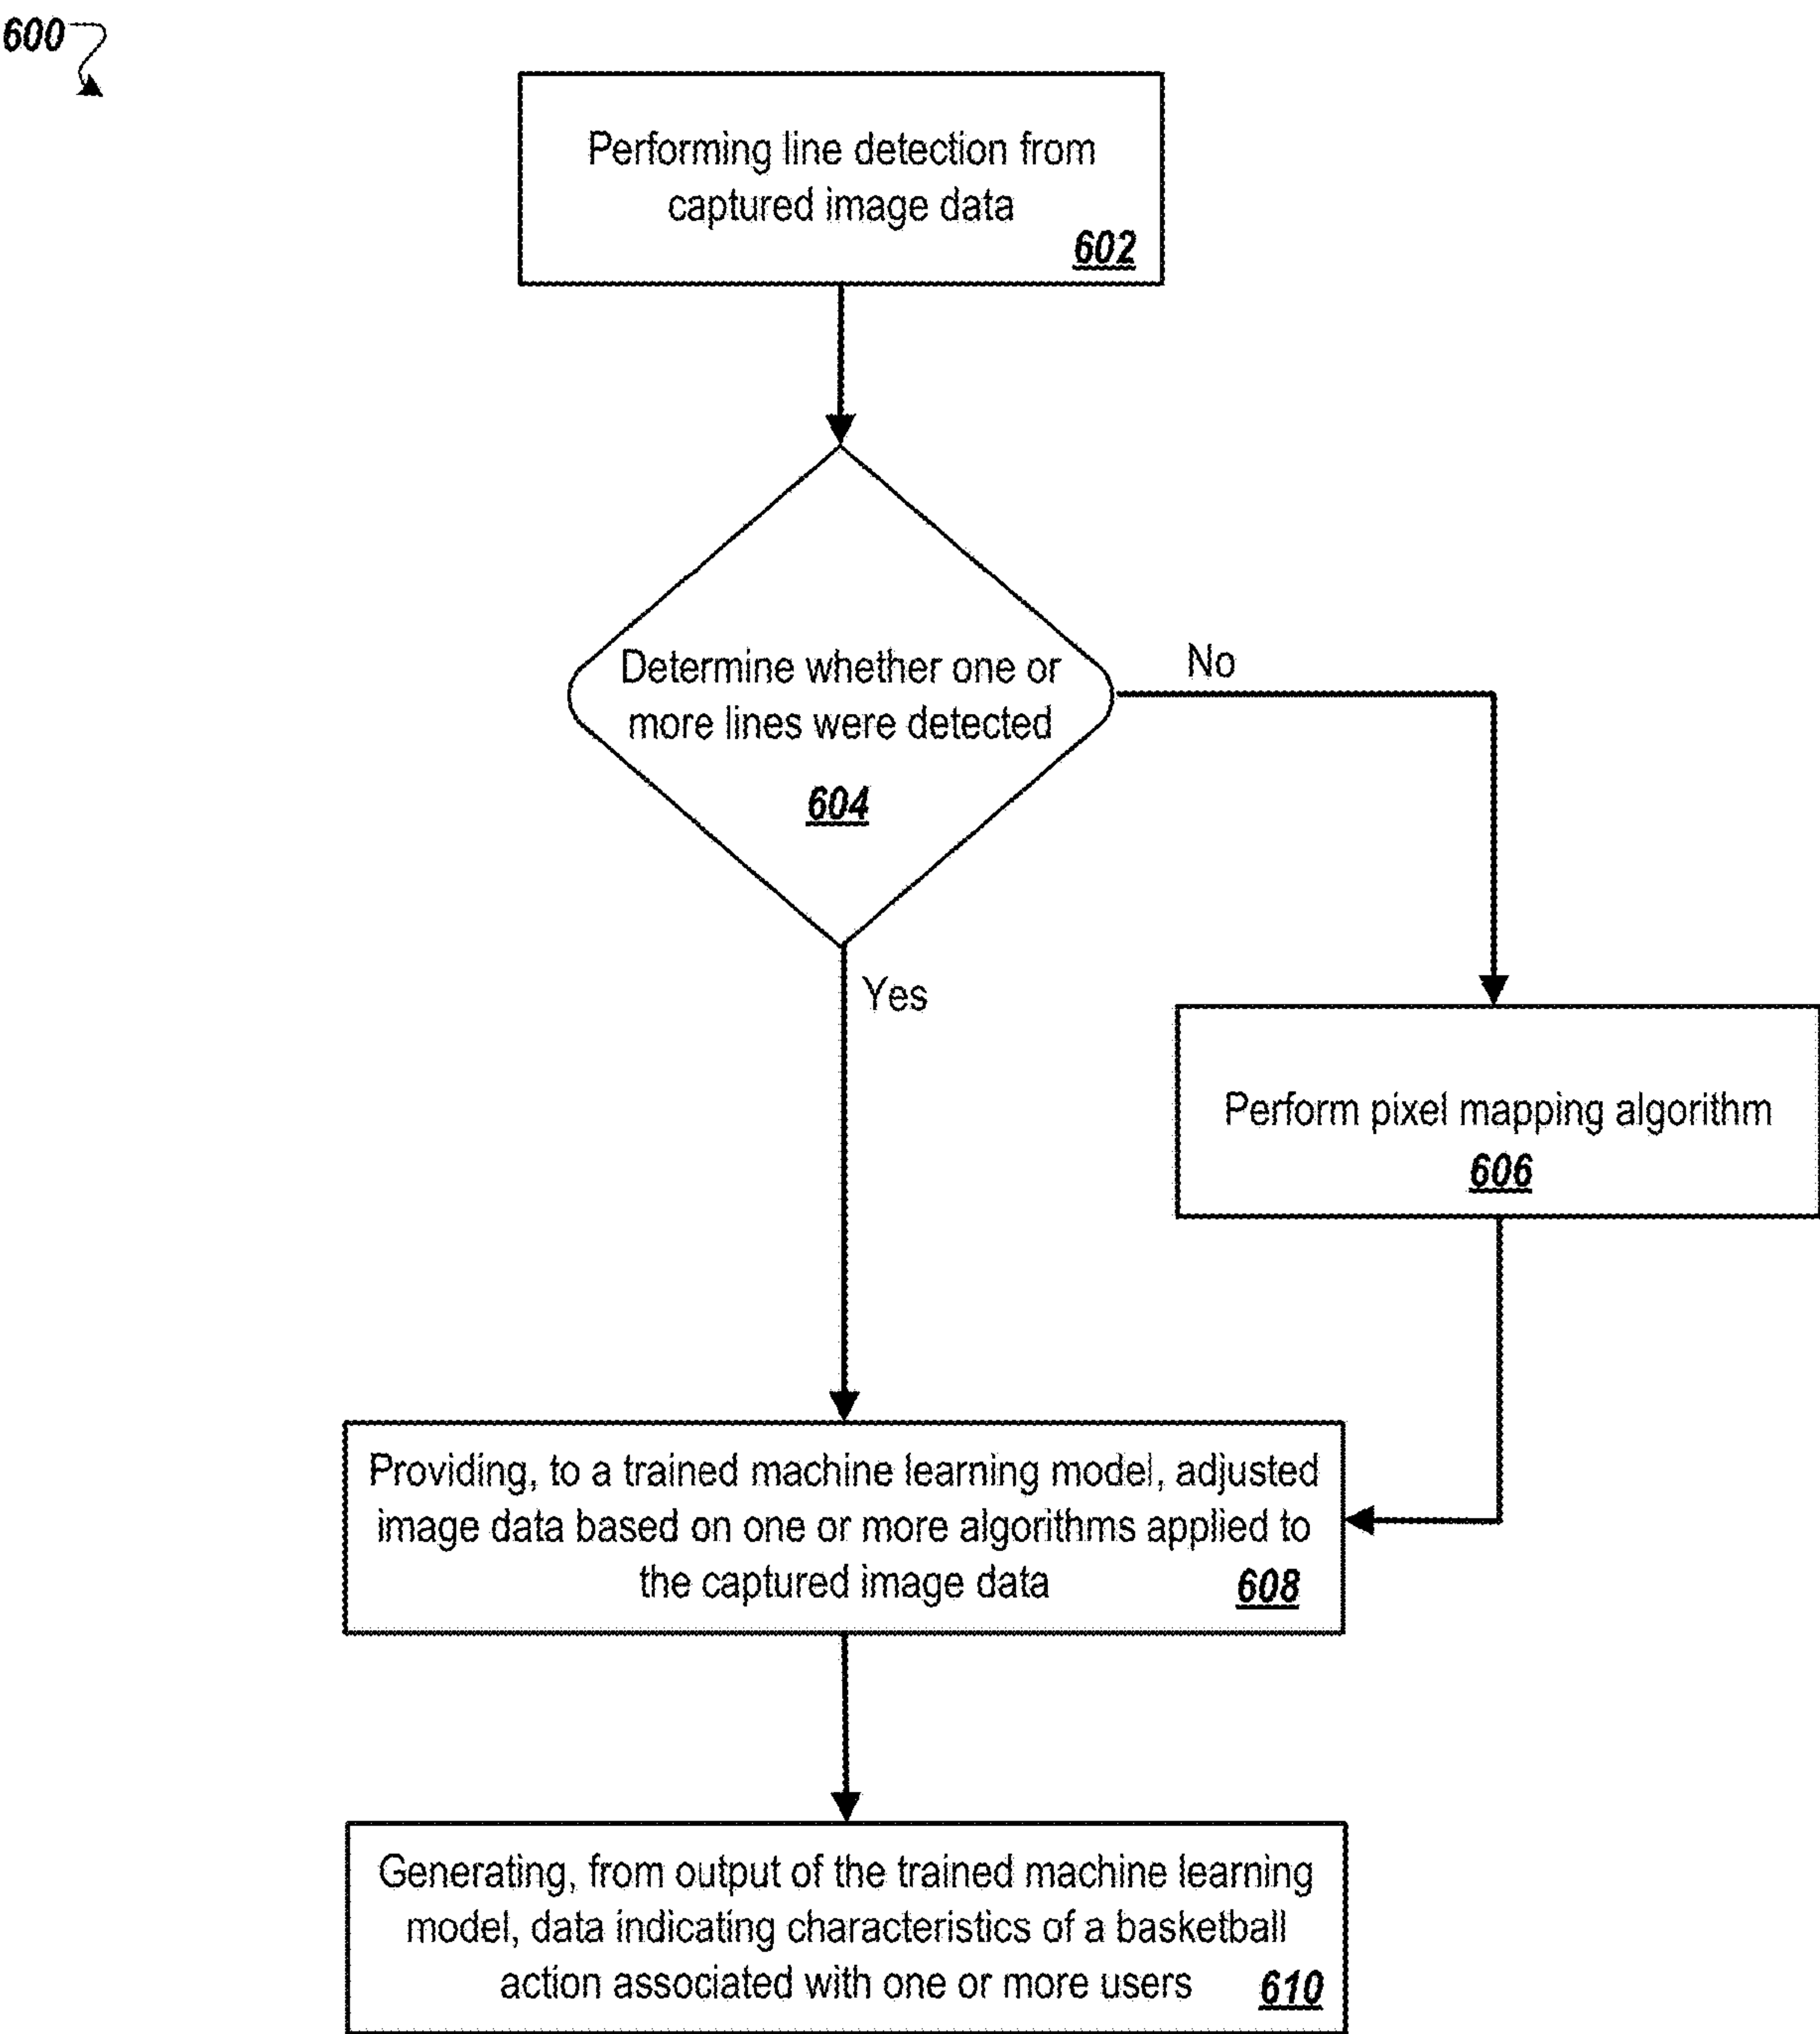 600
Performing line detection from
captured image data
602
Determine whether one or
more lines were detected
604
No
Yes
Perform pixel mapping algorithm
606
Providing, to a trained machine learning model, adjusted
image data based on one or more algorithms applied to
the captured image data
608
Generating, from output of the trained machine learning
model, data indicating characteristics of a basketball
action associated with one or more users
610